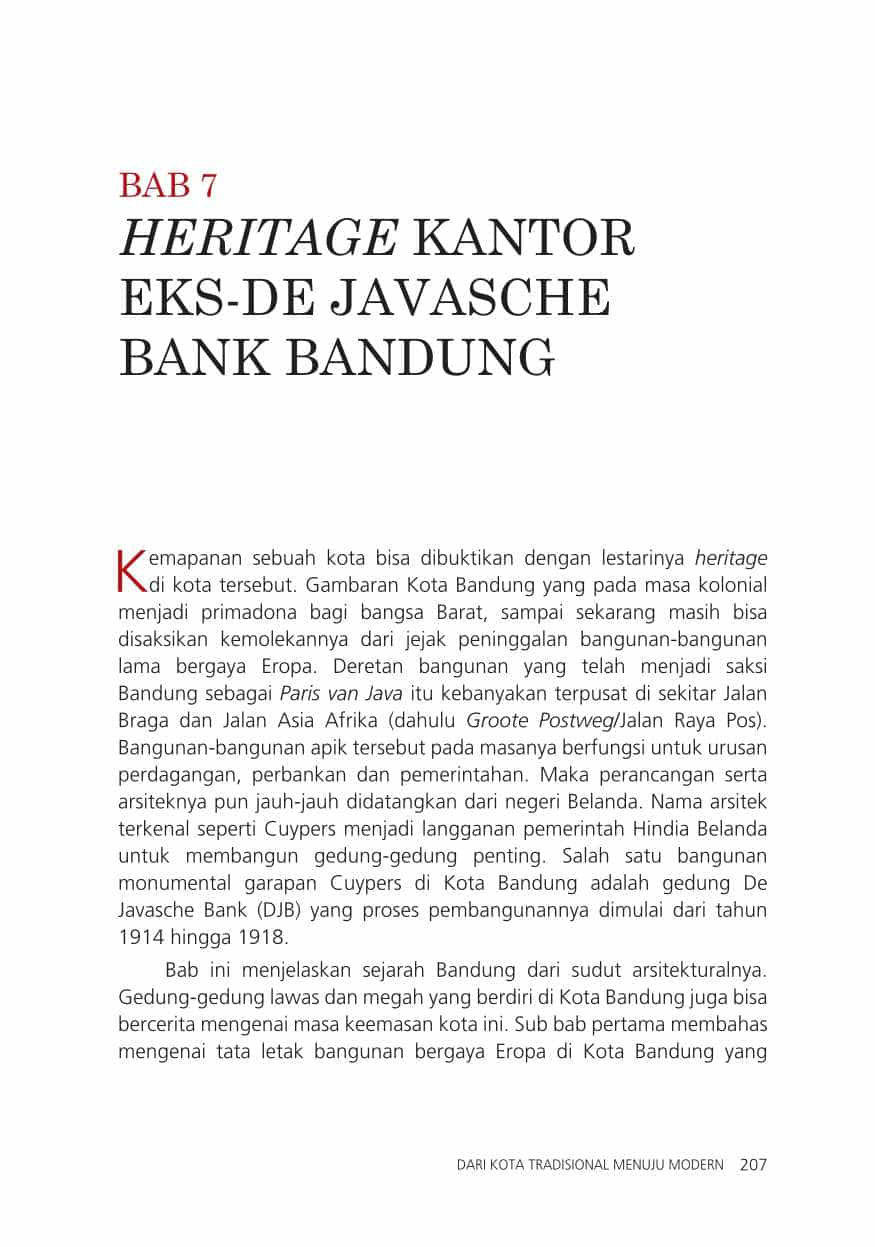 BAB 7
HERITAGE KANTOR
EKS-DE JAVASCHE
BANK BANDUNG
Kemapanan sebuah kota bisa dibuktikan dengan lestarinya heritage
di kota tersebut. Gambaran Kota Bandung yang pada masa kolonial
menjadi primadona bagi bangsa Barat, sampai sekarang masih bisa
disaksikan kemolekannya dari jejak peninggalan bangunan-bangunan
lama bergaya Eropa. Deretan bangunan yang telah menjadi saksi
Bandung sebagai Paris van Java itu kebanyakan terpusat di sekitar Jalan
Braga dan Jalan Asia Afrika (dahulu Groote Postweg/Jalan Raya Pos).
Bangunan-bangunan apik tersebut pada masanya berfungsi untuk urusan
perdagangan, perbankan dan pemerintahan. Maka perancangan serta
arsiteknya pun jauh-jauh didatangkan dari negeri Belanda. Nama arsitek
terkenal seperti Cuypers menjadi langganan pemerintah Hindia Belanda
untuk membangun gedung-gedung penting. Salah satu bangunan
monumental garapan Cuypers di Kota Bandung adalah gedung De
Javasche Bank (DJB) yang proses pembangunannya dimulai dari tahun
1914 hingga 1918.
Bab ini menjelaskan sejarah Bandung dari sudut arsitekturalnya.
Gedung-gedung lawas dan megah yang berdiri di Kota Bandung juga bisa
bercerita mengenai masa keemasan kota ini. Sub bab pertama membahas
mengenai tata letak bangunan bergaya Eropa di Kota Bandung yang
DARI KOTA TRADISIONAL MENUJU MODERN 207